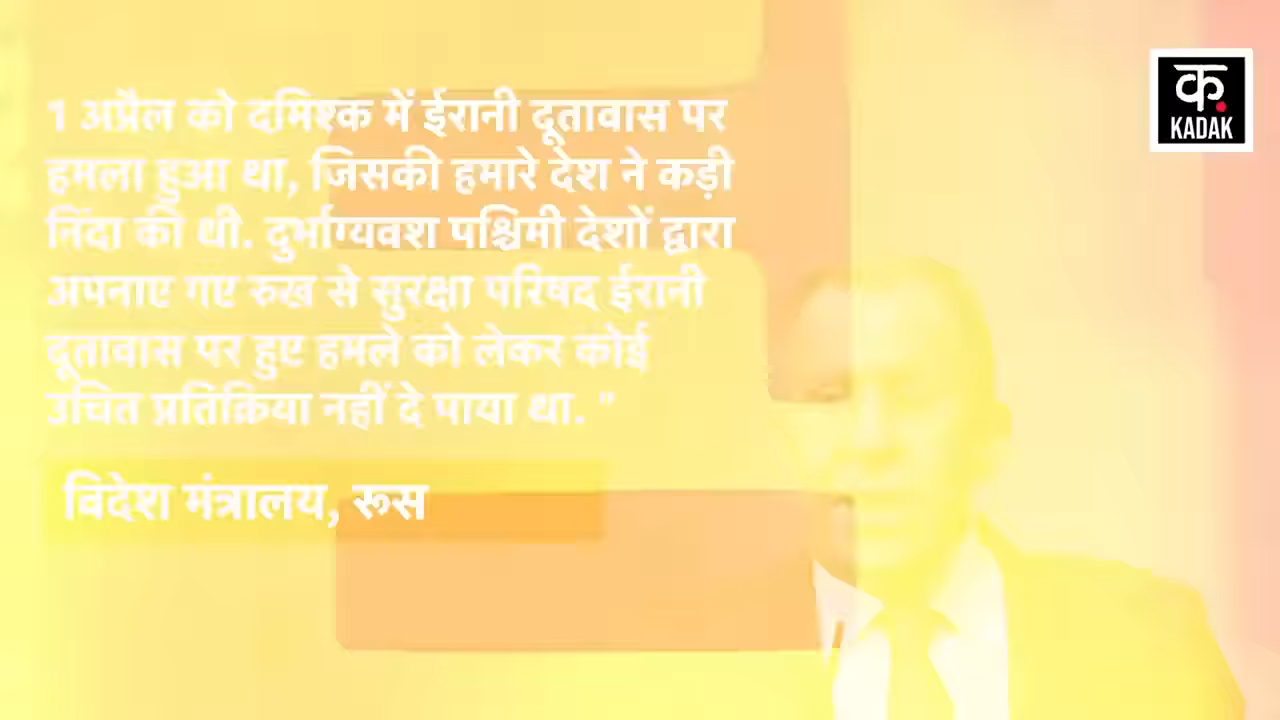 1 अप्रैल को दमिश्क में ईरानी दूतावास पर
हमला हुआ था, जिसकी हमारे देश ने कड़ी
निंदा की थी. दुर्भाग्यवश पश्चिमी देशों द्वारा
अपनाए गए रुख से सुरक्षा परिषद ईरानी
दूतावास पर हुए हमले को लेकर कोई
उचित प्रतिक्रिया नहीं दे पाया था. "
विदेश मंत्रालय, रूस
क
KADAK